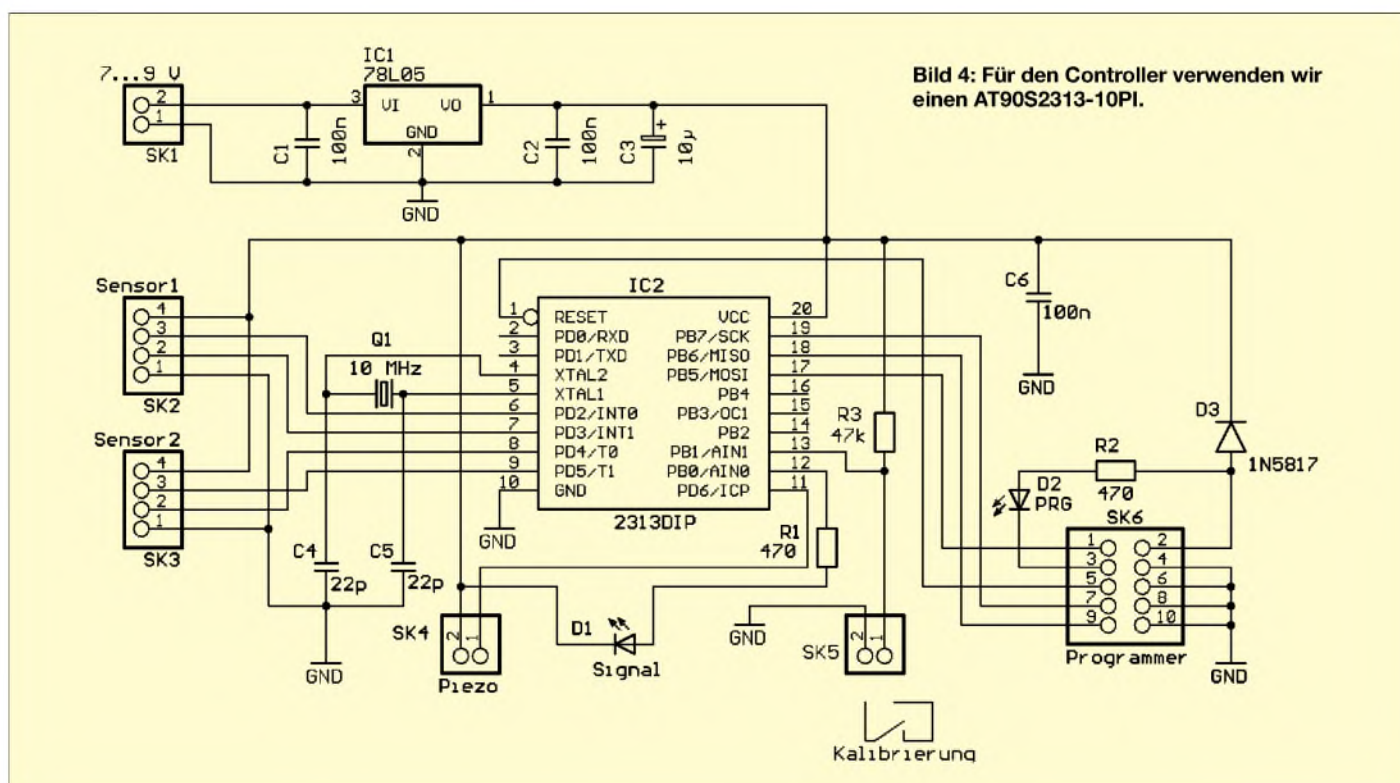 Bild 4: Für den Controller verwenden wir
einen AT90S2313-10PI.
7...9 V
2
1
SK1
C1
100n
IC1
78L05
3
VI
VO
1
GND
2
GND
C2
100n
C3
+
10µ
Sensor1
4
3
2
1
SK2
Sensor2
4
3
2
1
SK3
Q1
10 MHz
C4
22p
C5
22p
GND
IC2
1 RESET
2 PD0/RXD
3 PD1/TXD
4 XTAL2
5 XTAL1
6 PD2/INT0
7 PD3/INT1
8 PD4/T0
9 PD5/T1
10 GND
VCC 20
PB7/SCK 19
PB6/MISO 18
PB5/MOSI 17
PB4 16
PB3/OC1 15
PB2 14
PB1/AIN1 13
PB0/AIN0 12
PD6/ICP 11
2313DIP
GND
SK4
2 1
Piezo
D1
Signal
R1
470
R3
47k
GND
SK5
2 1
Kalibrierung
C6
100n
GND
D3
1N5817
R2
470
D2
PRG
SK6
1 2
3 4
5 6
7 8
9 10
Programmer
GND